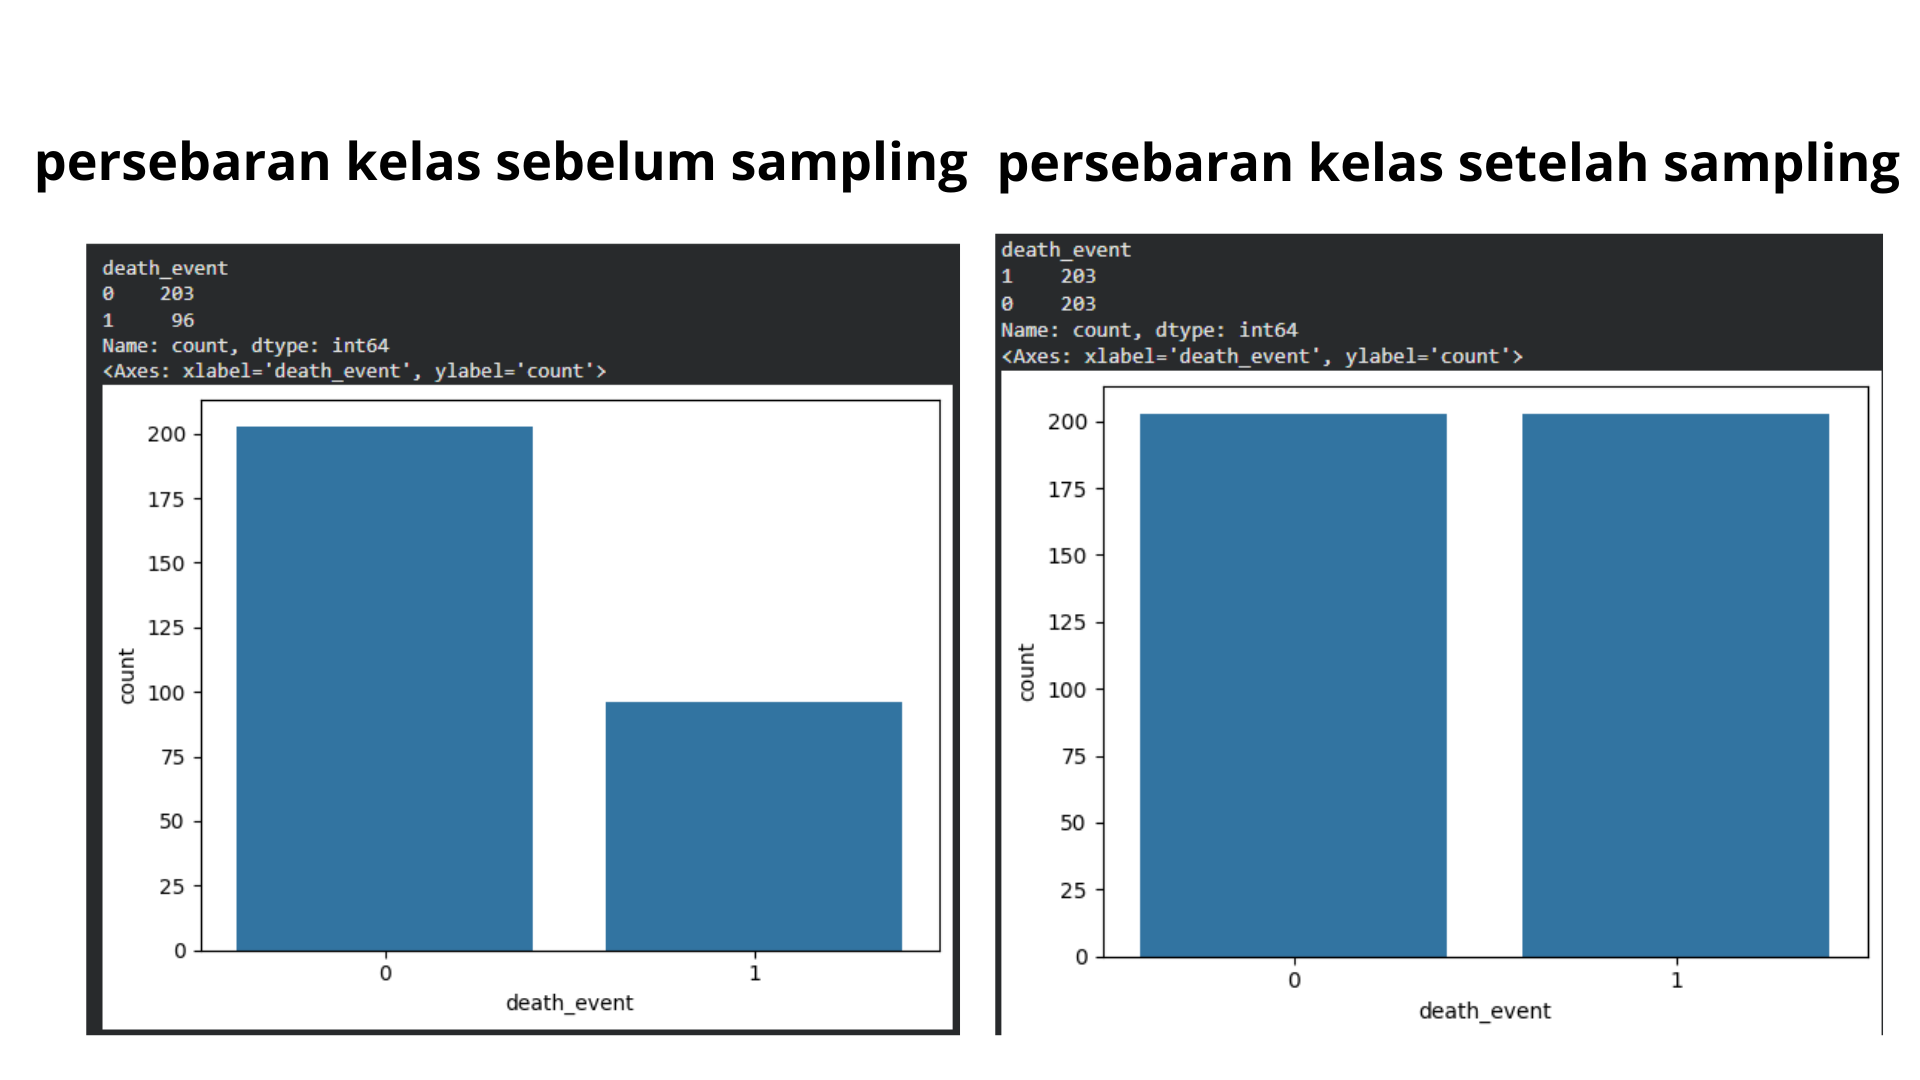 persebaran kelas sebelum sampling
death_event
0    203
1     96
Name: count, dtype: int64
<Axes: xlabel='death_event', ylabel='count'>
200
175
150
125
100
75
50
25
0
count
0
1
death_event
persebaran kelas setelah sampling
death_event
1    203
0    203
Name: count, dtype: int64
<Axes: xlabel='death_event', ylabel='count'>
200
175
150
125
100
75
50
25
0
count
0
1
death_event